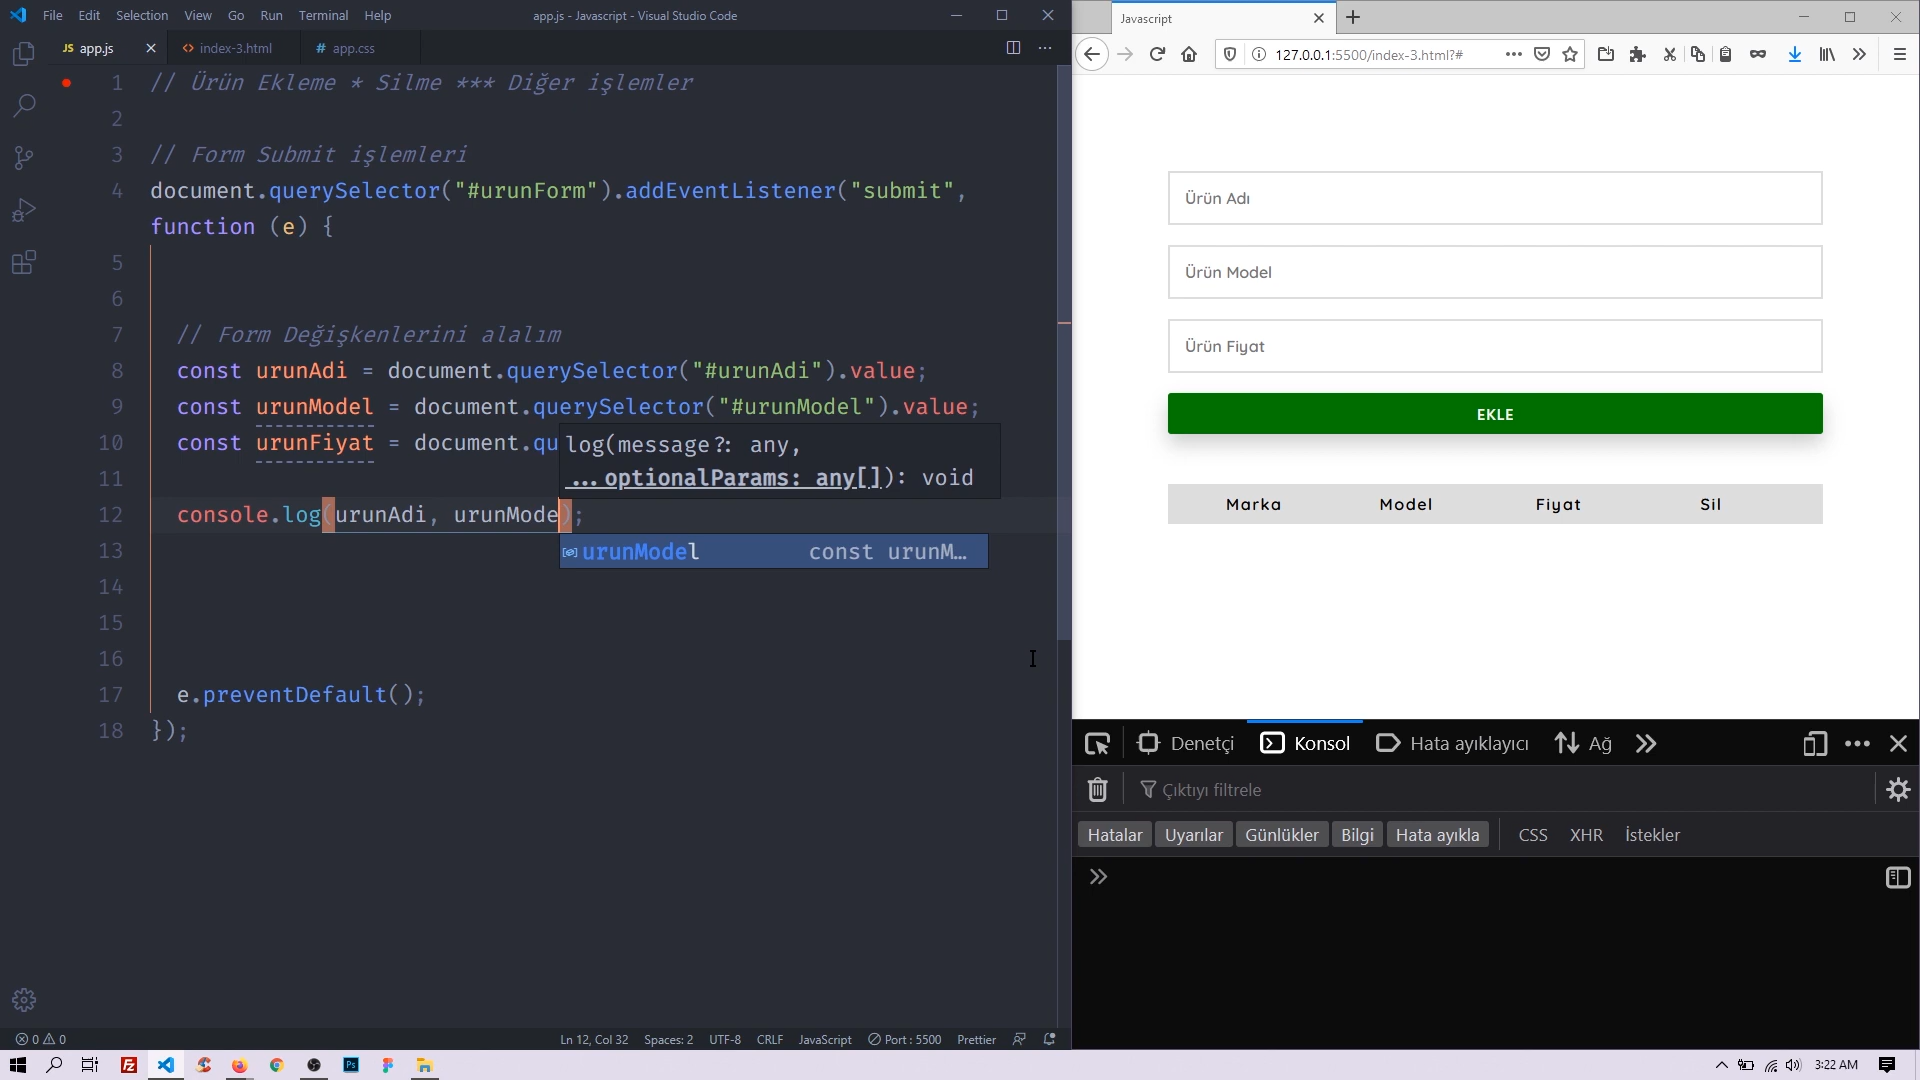 File Edit Selection View Go Run Terminal Help app.js - Javascript - Visual Studio Code
JS app.js index-3.html # app.css
1 // Ürün Ekleme * Silme *** Diğer işlemler
2
3 // Form Submit işlemleri
4 document.querySelector("#urunForm").addEventListener("submit",
function (e) {
5
6
7 // Form Değişkenlerini alalım
8 const urunAdi = document.querySelector("#urunAdi").value;
9 const urunModel = document.querySelector("#urunModel").value;
10 const urunFiyat = document.qu
log(message?: any,
...optionalParams: any[]): void
11
12 console.log(urunAdi, urunMode);
urunModel const urunM…
13
14
15
16
17 e.preventDefault();
18 });
0 0 Ln 12, Col 32 Spaces: 2 UTF-8 CRLF JavaScript Port : 5500 Prettier
Javascript
127.0.0.1:5500/index-3.html?#
Ürün Adı
Ürün Model
Ürün Fiyat
EKLE
Marka Model Fiyat Sil
Denetçi Konsol Hata ayıklayıcı Ağ
Çıktıyı filtrele
Hatalar Uyarılar Günlükler Bilgi Hata ayıkla CSS XHR İstekler
Fz Ps 3:22 AM